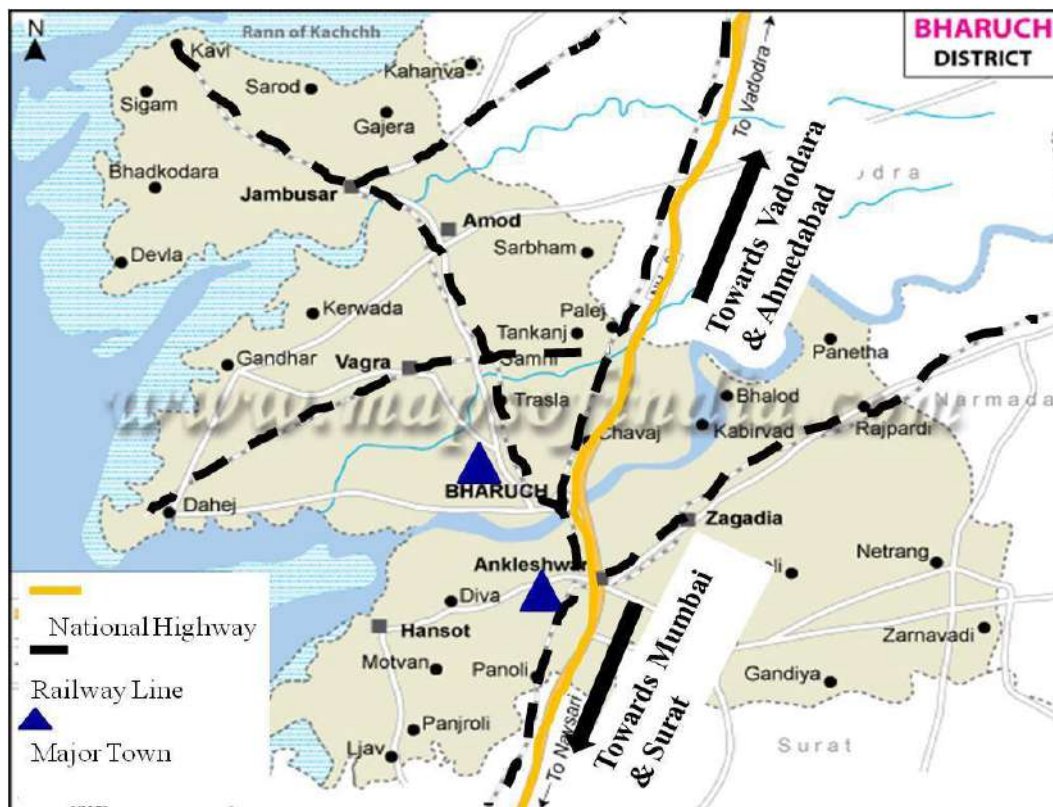 N
Rann of Kachchh
BHARUCH
DISTRICT
Kavi
Kahanva
Sigam
Sarod
Gajera
To Vadodra
Bhadkodara
Jambusar
Amod
Sarbham
Devla
Towards Vadodara
& Ahmedabad
Kerwada
Palej
Tankanj
Samni
Panetha
Gandhar
Vagra
www.mapsofindia.com
Trasla
Bhalod
Narmada
Chavaj
Kabirvad
Rajpardi
BHARUCH
Dahej
Zagadia
Ankleshwar
Netrang
Diva
Hansot
Zarnavadi
Motvan
Panoli
Gandiya
Panjroli
Ljav
To Navsari
Towards Mumbai
& Surat
Surat
National Highway
Railway Line
Major Town